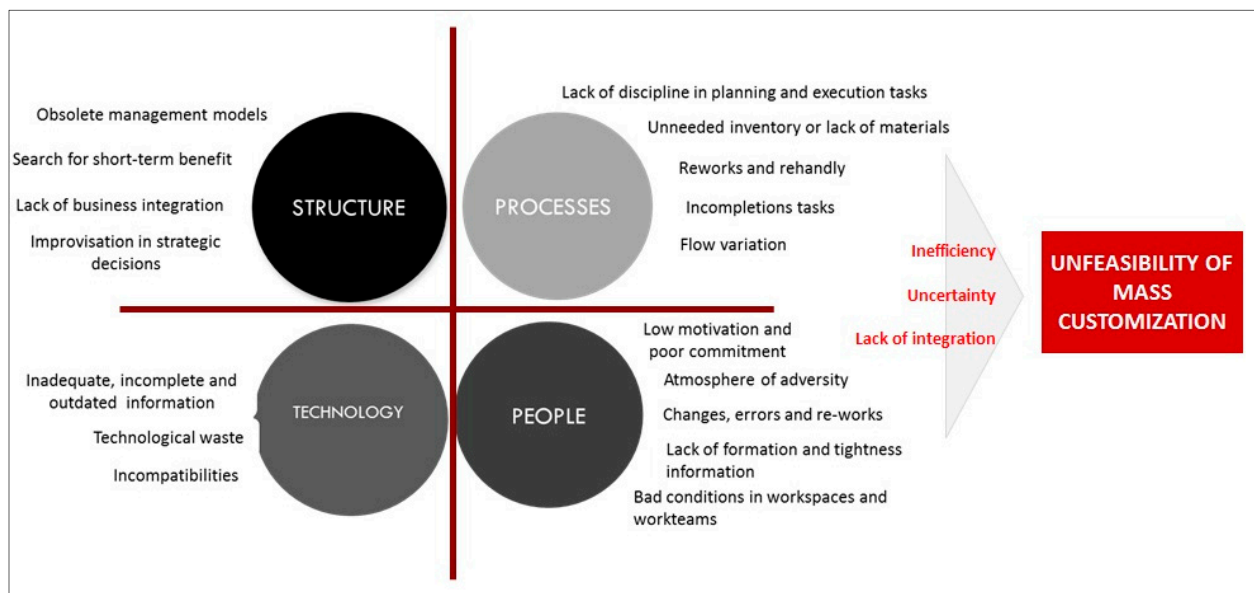 Obsolete management models
Search for short-term benefit
Lack of business integration
Improvisation in strategic
decisions
STRUCTURE
PROCESSES
Lack of discipline in planning and execution tasks
Unneeded inventory or lack of materials
Reworks and rehandly
Incompletions tasks
Flow variation
Inadequate, incomplete and
outdated information
Technological waste
Incompatibilities
TECHNOLOGY
PEOPLE
Low motivation and
poor commitment
Atmosphere of adversity
Changes, errors and re-works
Lack of formation and tightness
information
Bad conditions in workspaces and
workteams
Inefficiency
Uncertainty
Lack of integration
UNFEASIBILITY OF
MASS
CUSTOMIZATION